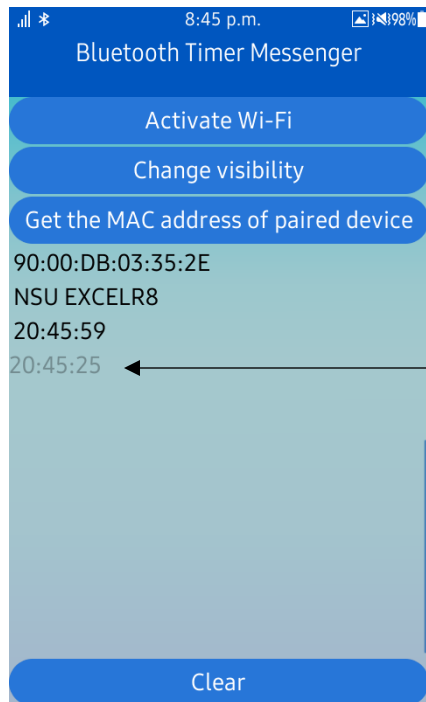 8:45 p.m. 98%
Bluetooth Timer Messenger
Activate Wi-Fi
Change visibility
Get the MAC address of paired device
90:00:DB:03:35:2E
NSU EXCELR8
20:45:59
20:45:25
Clear